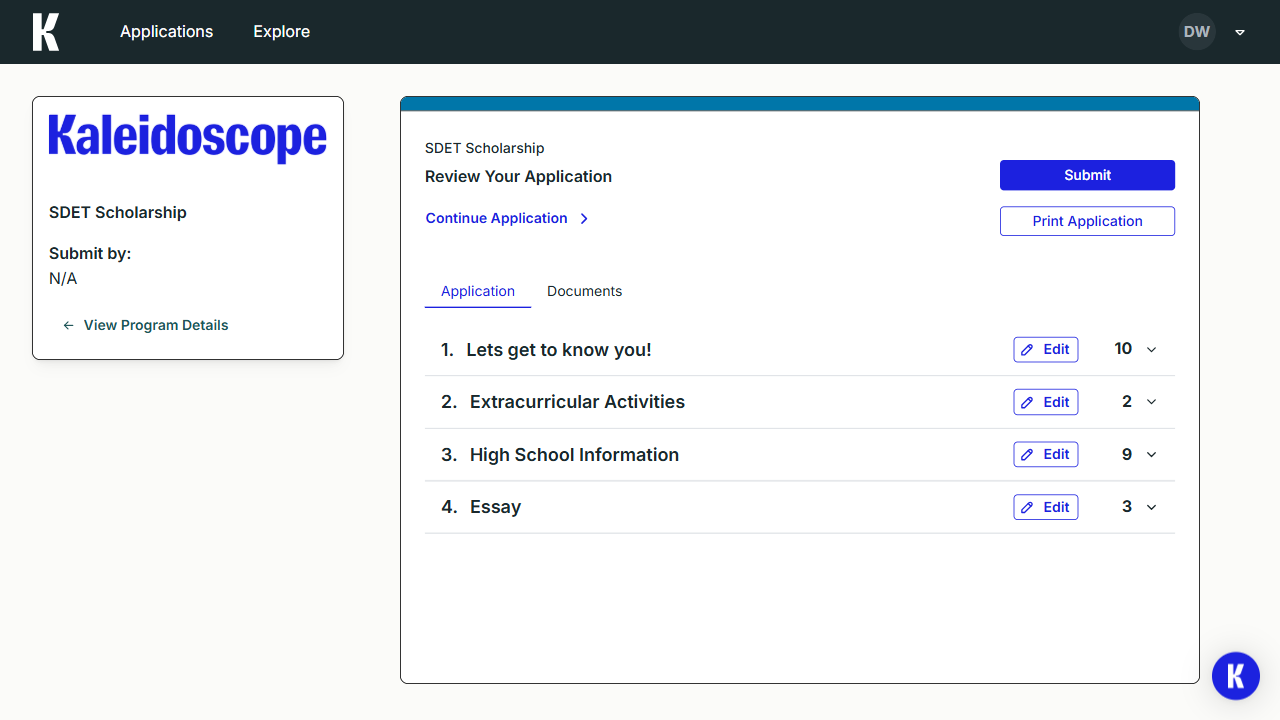 K
Applications
Explore
DW
Kaleidoscope
SDET Scholarship
Submit by:
N/A
View Program Details
SDET Scholarship
Review Your Application
Continue Application
Submit
Print Application
Application
Documents
1. Lets get to know you! Edit 10
2. Extracurricular Activities Edit 2
3. High School Information Edit 9
4. Essay Edit 3
K